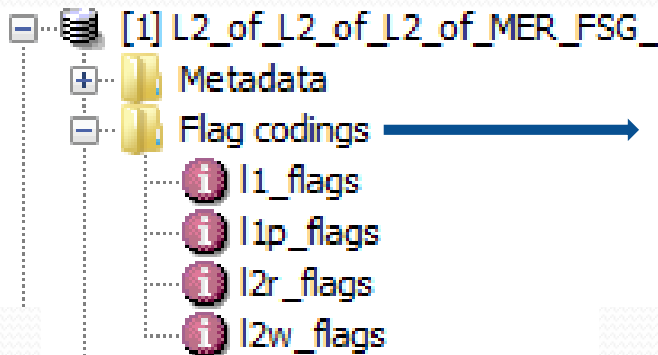 [1] L2_of_L2_of_L2_of_MER_FSG_
Metadata
Flag codings
l1_flags
l1p_flags
l2r_flags
l2w_flags